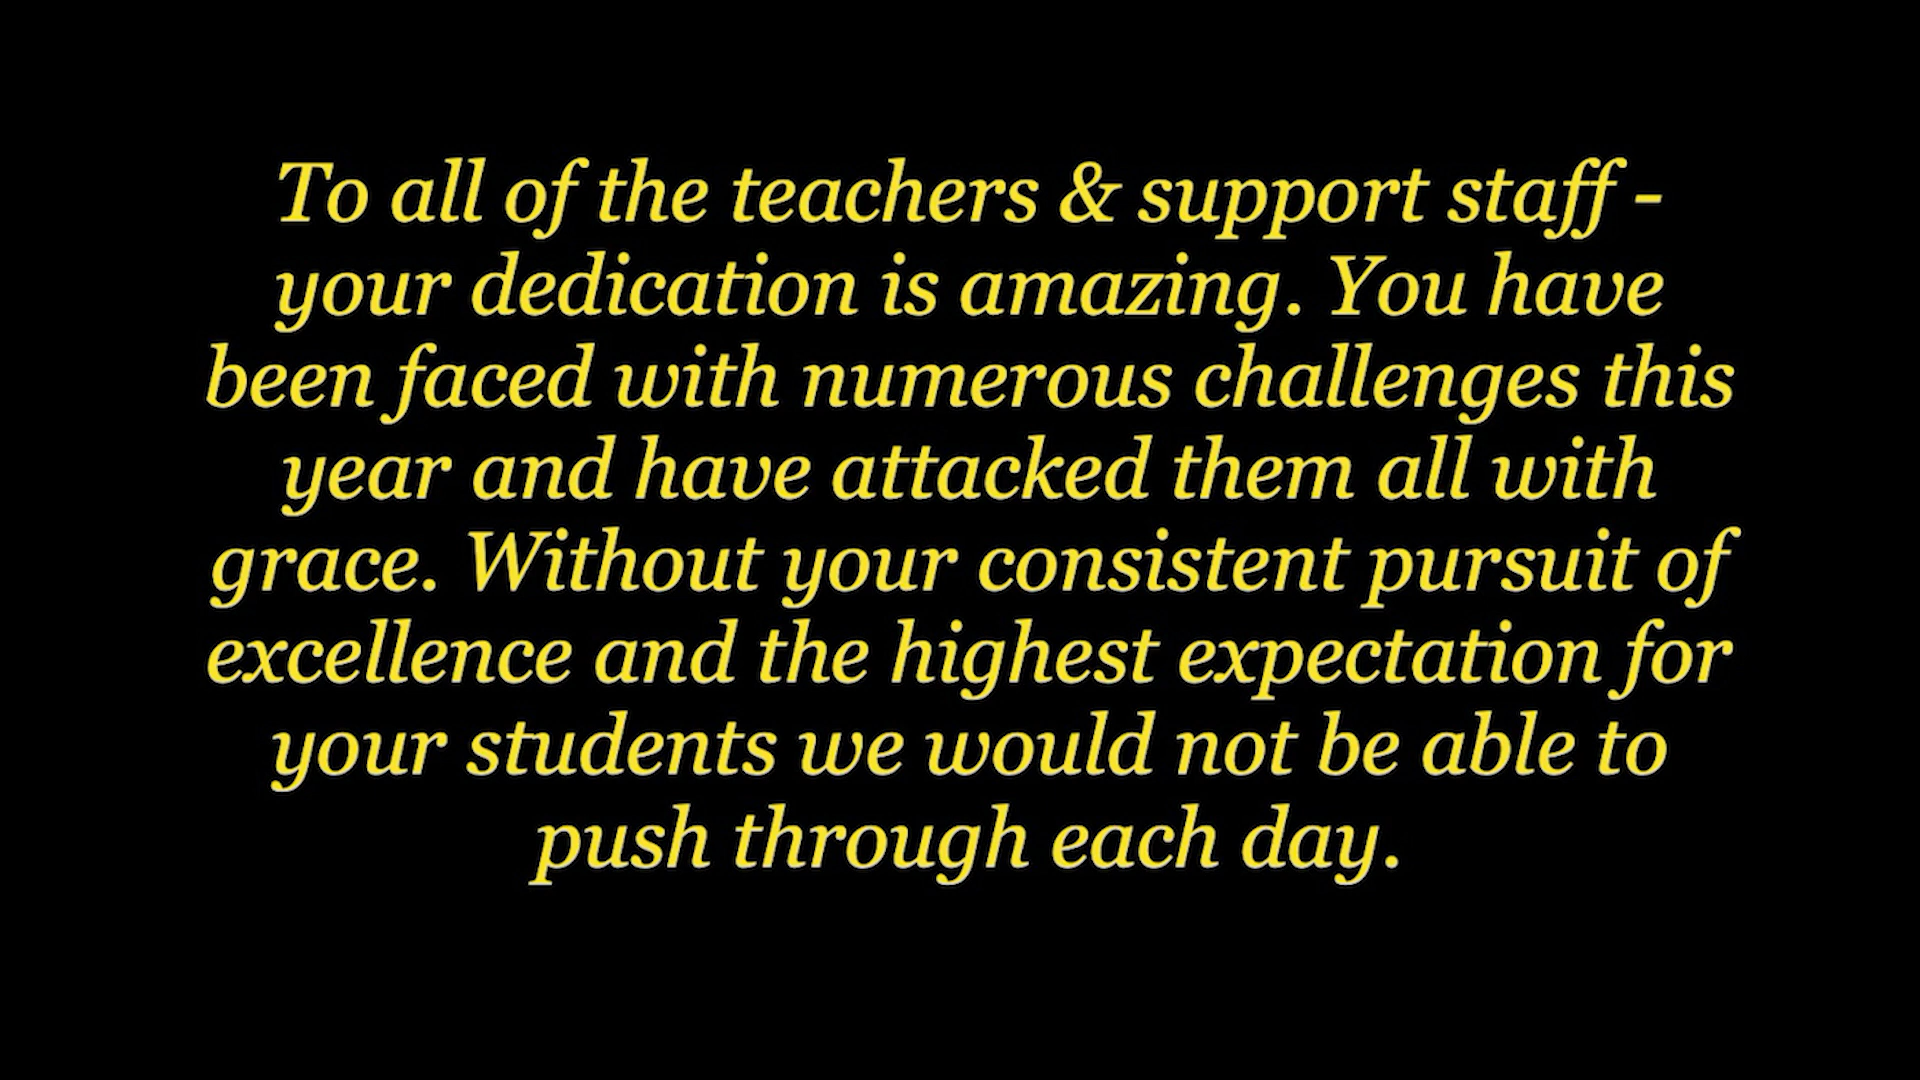 To all of the teachers & support staff -
your dedication is amazing. You have
been faced with numerous challenges this
year and have attacked them all with
grace. Without your consistent pursuit of
excellence and the highest expectation for
your students we would not be able to
push through each day.